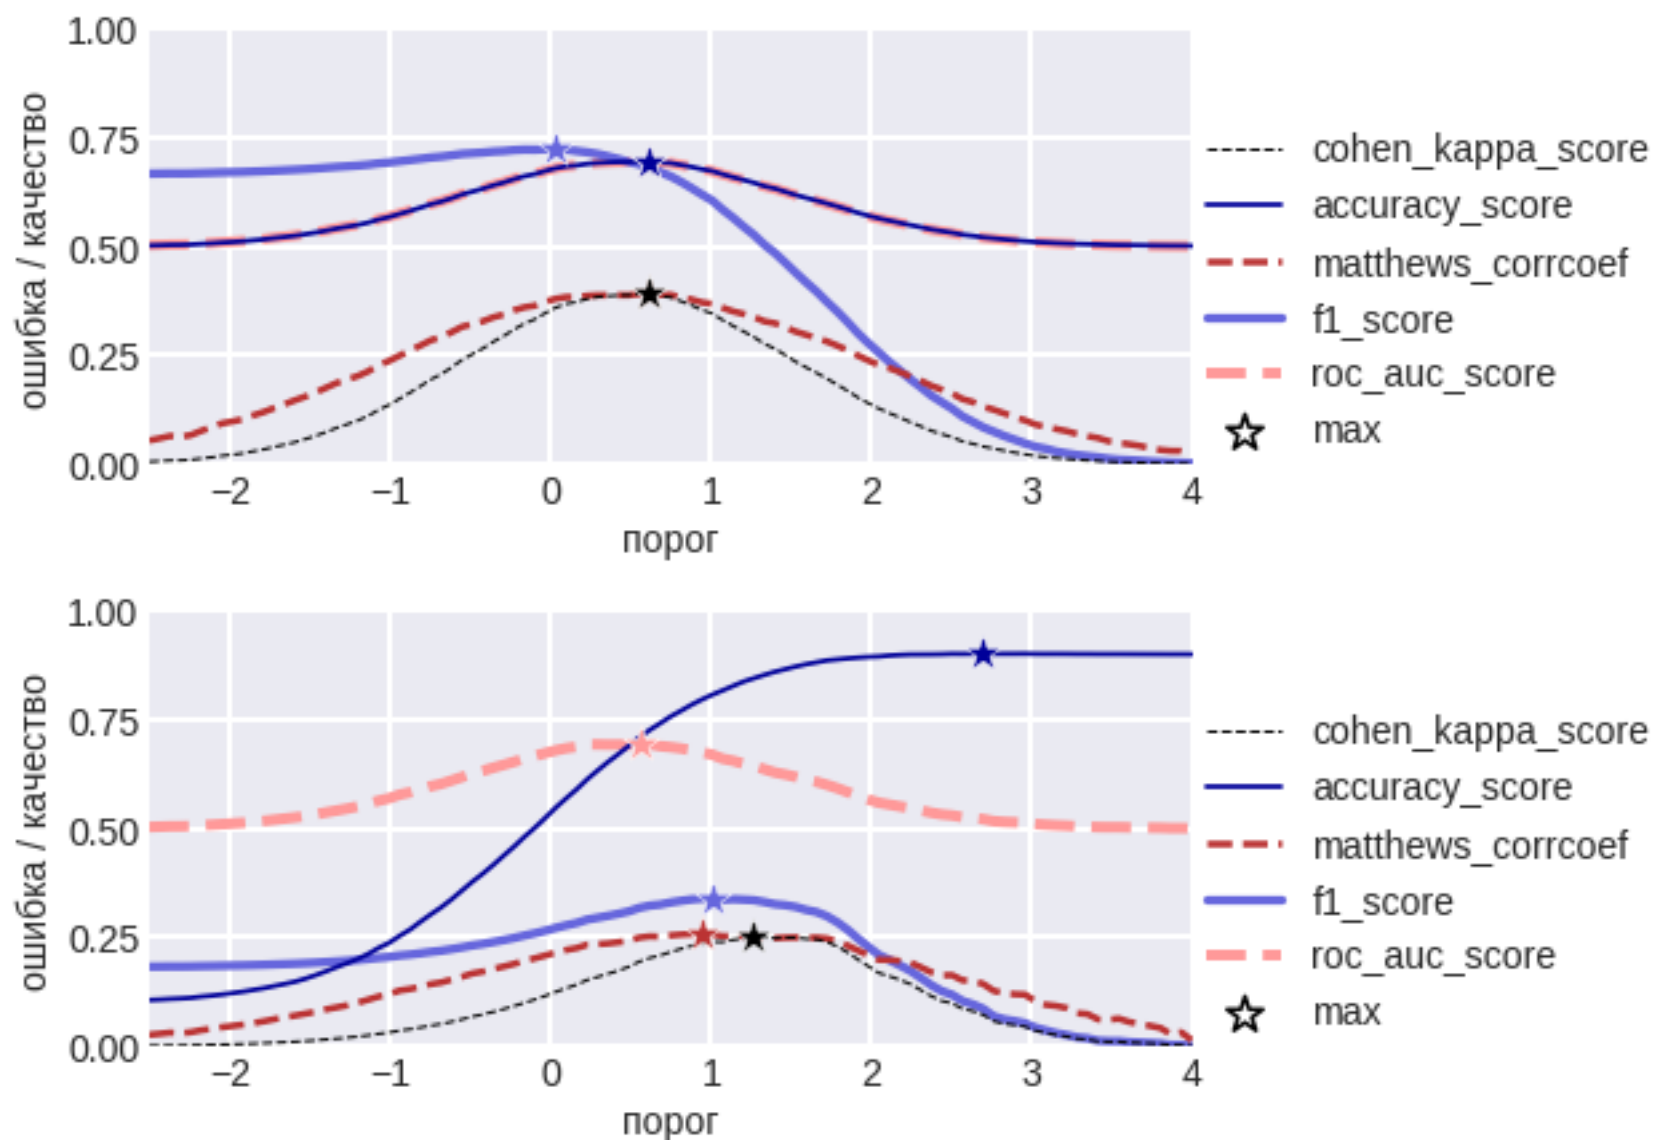 1.00
0.75
0.50
0.25
0.00
ошибка / качество
−2 −1 0 1 2 3 4
порог
cohen_kappa_score
accuracy_score
matthews_corrcoef
f1_score
roc_auc_score
max
1.00
0.75
0.50
0.25
0.00
ошибка / качество
−2 −1 0 1 2 3 4
порог
cohen_kappa_score
accuracy_score
matthews_corrcoef
f1_score
roc_auc_score
max